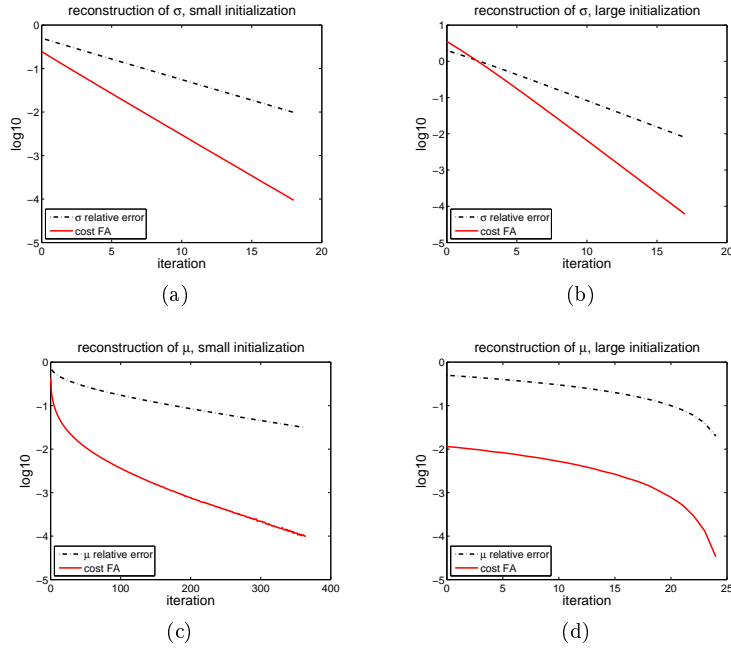 reconstruction of σ, small initialization
0
−1
−2
−3
−4
−5
log10
σ relative error
cost FA
0
5
10
15
20
iteration
(a)
reconstruction of σ, large initialization
1
0
−1
−2
−3
−4
−5
log10
σ relative error
cost FA
0
5
10
15
20
iteration
(b)
reconstruction of μ, small initialization
0
−1
−2
−3
−4
−5
log10
μ relative error
cost FA
0
100
200
300
400
iteration
(c)
reconstruction of μ, large initialization
0
−1
−2
−3
−4
−5
log10
μ relative error
cost FA
0
5
10
15
20
25
iteration
(d)